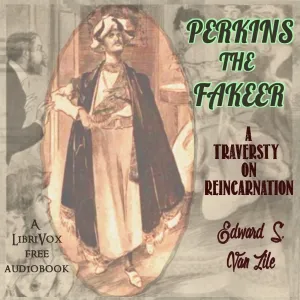 PERKINS
THE
FAKEER
A
TRAVERSTY
ON
REINCARNATION
Edward S.
Van Zile
A
LIBRIVOX
FREE
AUDIOBOOK